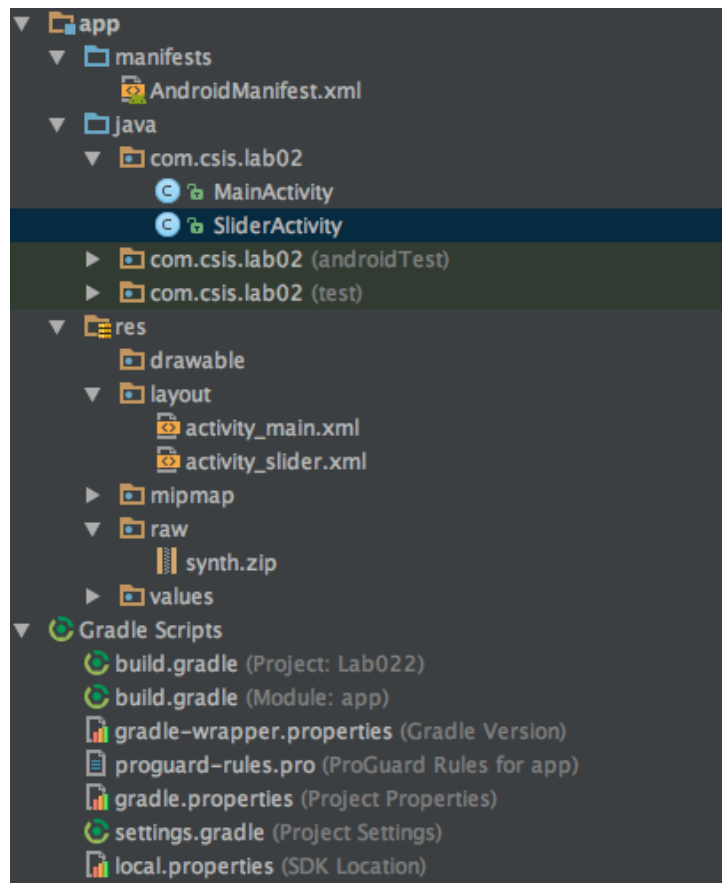 app
manifests
AndroidManifest.xml
java
com.csis.lab02
C MainActivity
C SliderActivity
com.csis.lab02 (androidTest)
com.csis.lab02 (test)
res
drawable
layout
activity_main.xml
activity_slider.xml
mipmap
raw
synth.zip
values
Gradle Scripts
build.gradle (Project: Lab022)
build.gradle (Module: app)
gradle-wrapper.properties (Gradle Version)
proguard-rules.pro (ProGuard Rules for app)
gradle.properties (Project Properties)
settings.gradle (Project Settings)
local.properties (SDK Location)